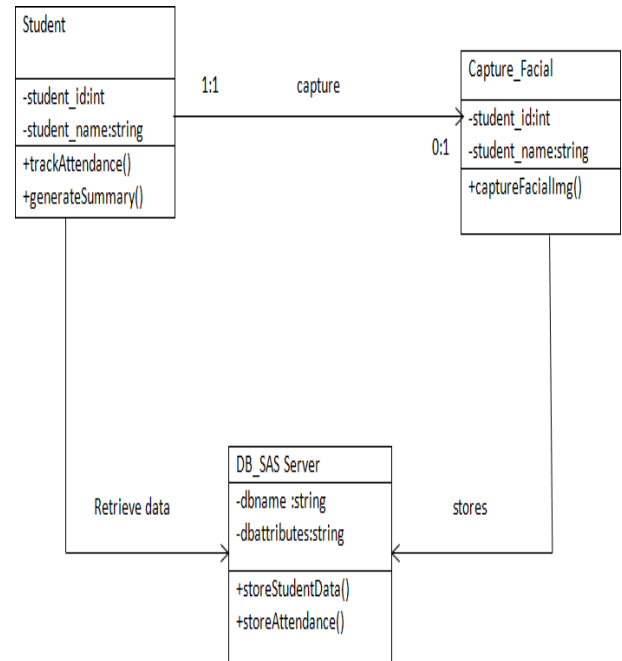 Student
-student_id:int
-student_name:string
+trackAttendance()
+generateSummary()
1:1
capture
0:1
Capture_Facial
-student_id:int
-student_name:string
+captureFacialImg()
Retrieve data
stores
DB_SAS Server
-dbname :string
-dbattributes:string
+storeStudentData()
+storeAttendance()